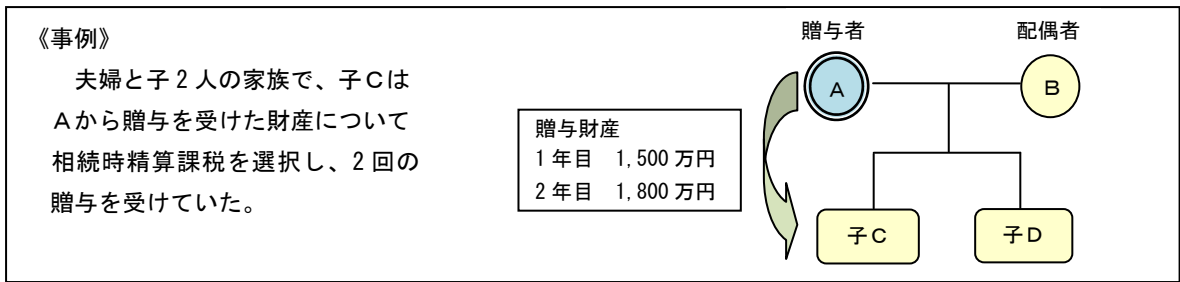 《事例》
夫婦と子2人の家族で、子Cは
Aから贈与を受けた財産について
相続時精算課税を選択し、2回の
贈与を受けていた。
贈与財産
1年目 1,500万円
2年目 1,800万円
贈与者
配偶者
A
B
子C
子D